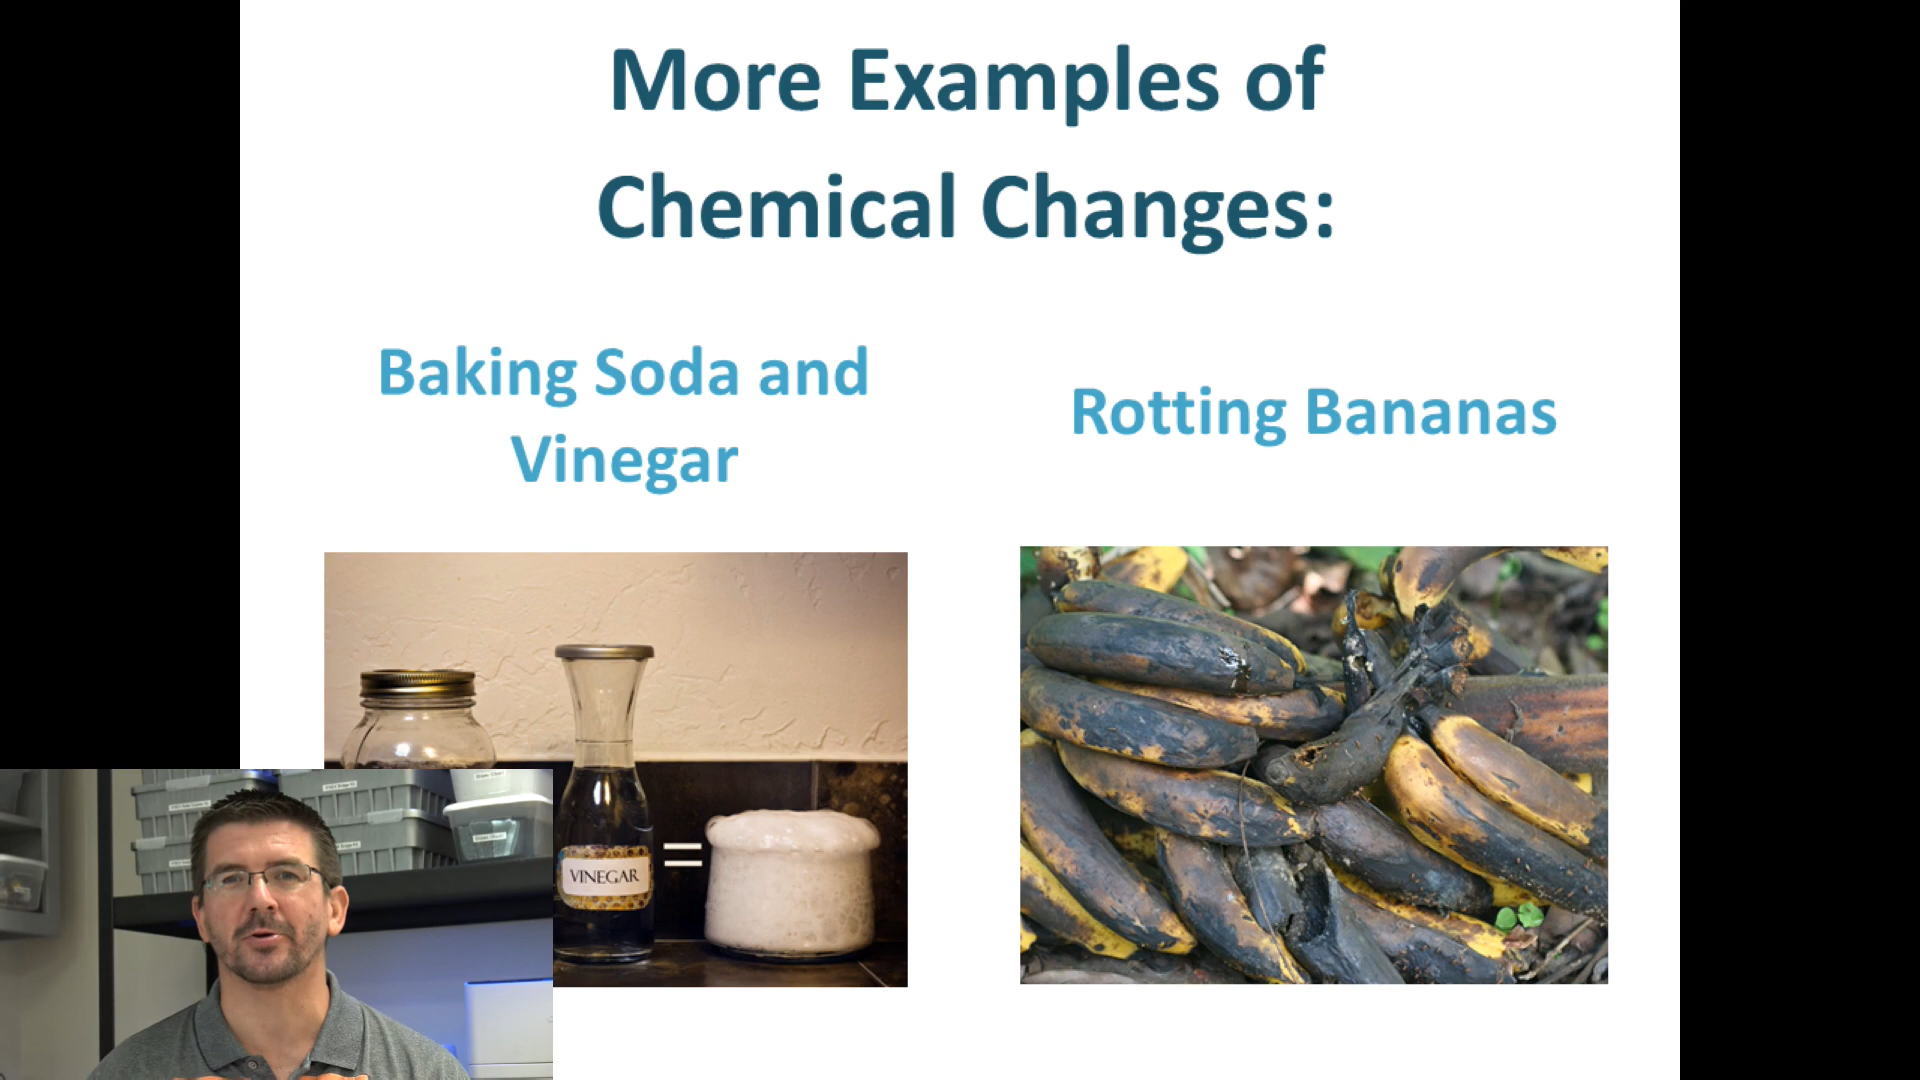 More Examples of
Chemical Changes:
Baking Soda and
Vinegar
Rotting Bananas
VINEGAR
=